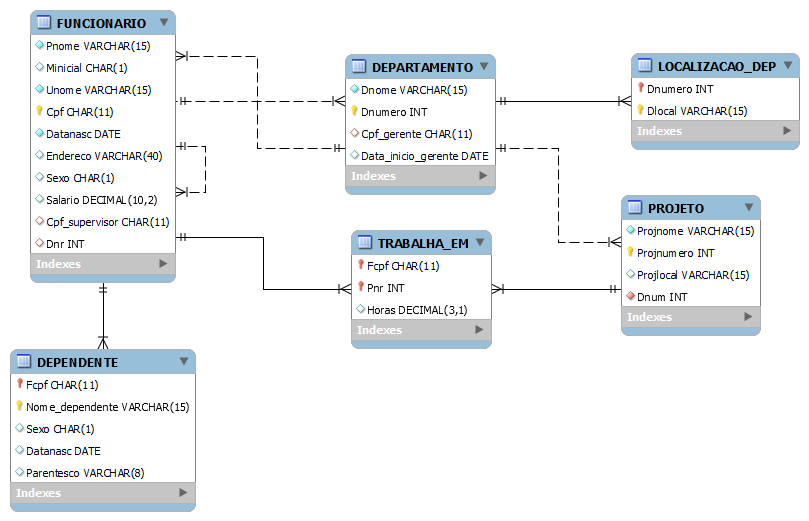 FUNCIONARIO
Pnome VARCHAR(15)
Minicial CHAR(1)
Unome VARCHAR(15)
Cpf CHAR(11)
Datanasc DATE
Endereco VARCHAR(40)
Sexo CHAR(1)
Salario DECIMAL(10,2)
Cpf_supervisor CHAR(11)
Dnr INT
Indexes
DEPARTAMENTO
Dnome VARCHAR(15)
Dnumero INT
Cpf_gerente CHAR(11)
Data_inicio_gerente DATE
Indexes
LOCALIZACAO_DEP
Dnumero INT
Dlocal VARCHAR(15)
Indexes
PROJETO
Projnome VARCHAR(15)
Projnumero INT
Projlocal VARCHAR(15)
Dnum INT
Indexes
TRABALHA_EM
Fcpf CHAR(11)
Pnr INT
Horas DECIMAL(3,1)
Indexes
DEPENDENTE
Fcpf CHAR(11)
Nome_dependente VARCHAR(15)
Sexo CHAR(1)
Datanasc DATE
Parentesco VARCHAR(8)
Indexes